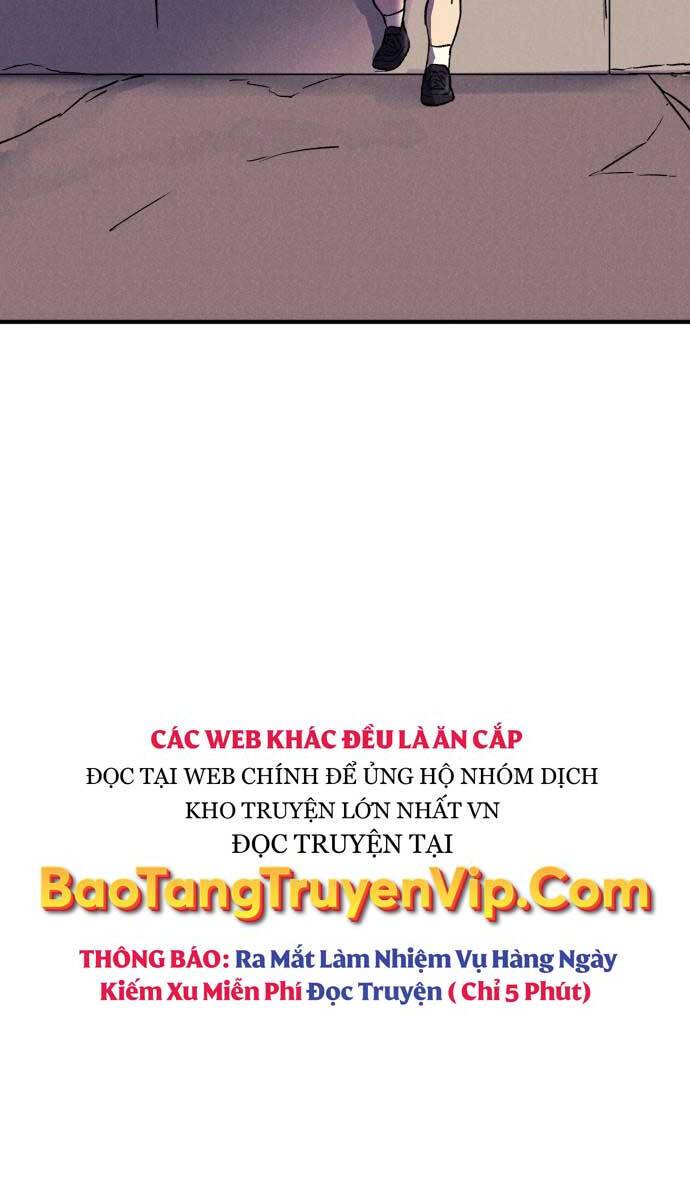 CÁC WEB KHÁC ĐỀU LÀ ĂN CẮP
ĐỌC TẠI WEB CHÍNH ĐỂ ỦNG HỘ NHÓM DỊCH
KHO TRUYỆN LỚN NHẤT VN
ĐỌC TRUYỆN TẠI
BaoTangTruyenVip.Com
THÔNG BÁO: Ra Mắt Làm Nhiệm Vụ Hàng Ngày
Kiếm Xu Miễn Phí Đọc Truyện ( Chỉ 5 Phút)